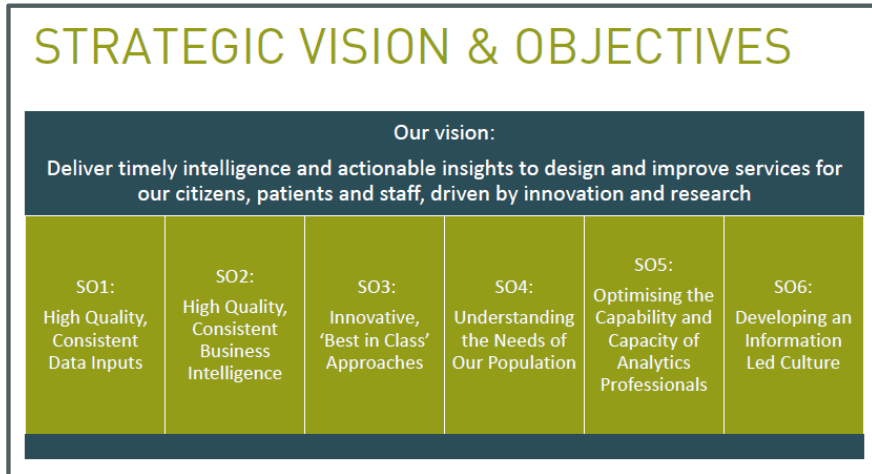 STRATEGIC VISION & OBJECTIVES
Our vision:
Deliver timely intelligence and actionable insights to design and improve services for
our citizens, patients and staff, driven by innovation and research
SO1:
High Quality,
Consistent
Data Inputs
SO2:
High Quality,
Consistent
Business
Intelligence
SO3:
Innovative,
‘Best in Class’
Approaches
SO4:
Understanding
the Needs of
Our Population
SO5:
Optimising the
Capability and
Capacity of
Analytics
Professionals
SO6:
Developing an
Information
Led Culture